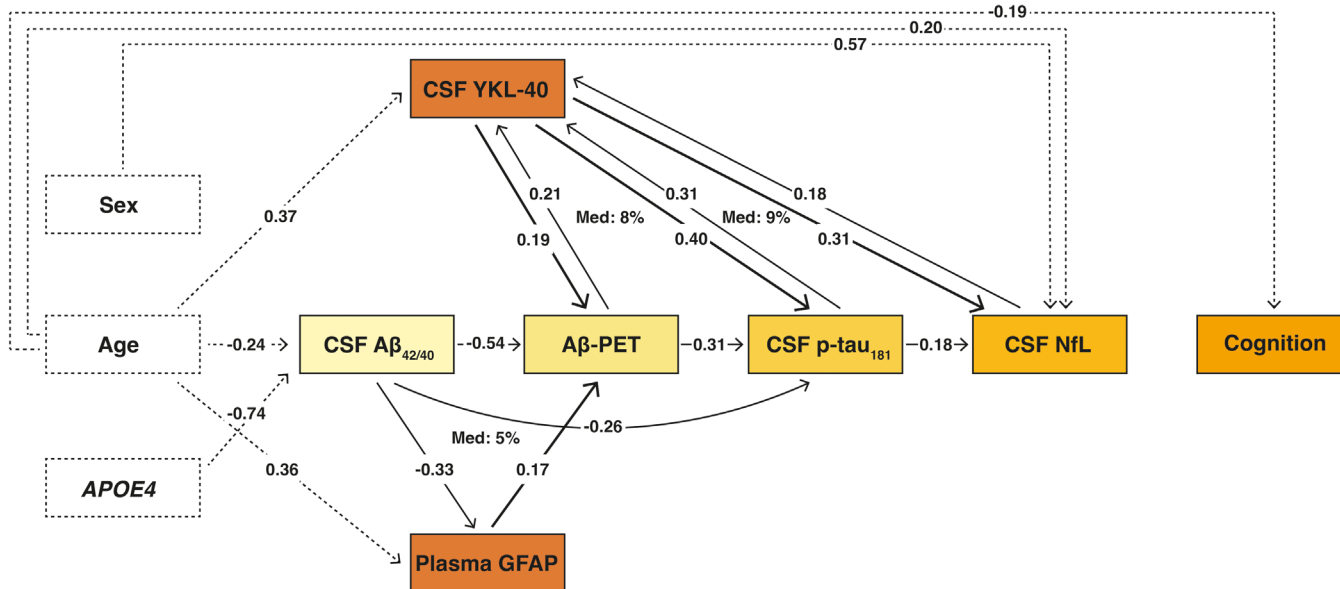 -0.19
0.20
0.57
CSF YKL-40
Sex
0.37
0.21
0.19
Med: 8%
0.31
0.40
Med: 9%
0.18
0.31
Age
-0.24
CSF Aβ42/40
-0.54
Aβ-PET
0.31
CSF p-tau181
0.18
CSF NfL
Cognition
-0.74
-0.26
Med: 5%
0.36
-0.33
0.17
APOE4
Plasma GFAP